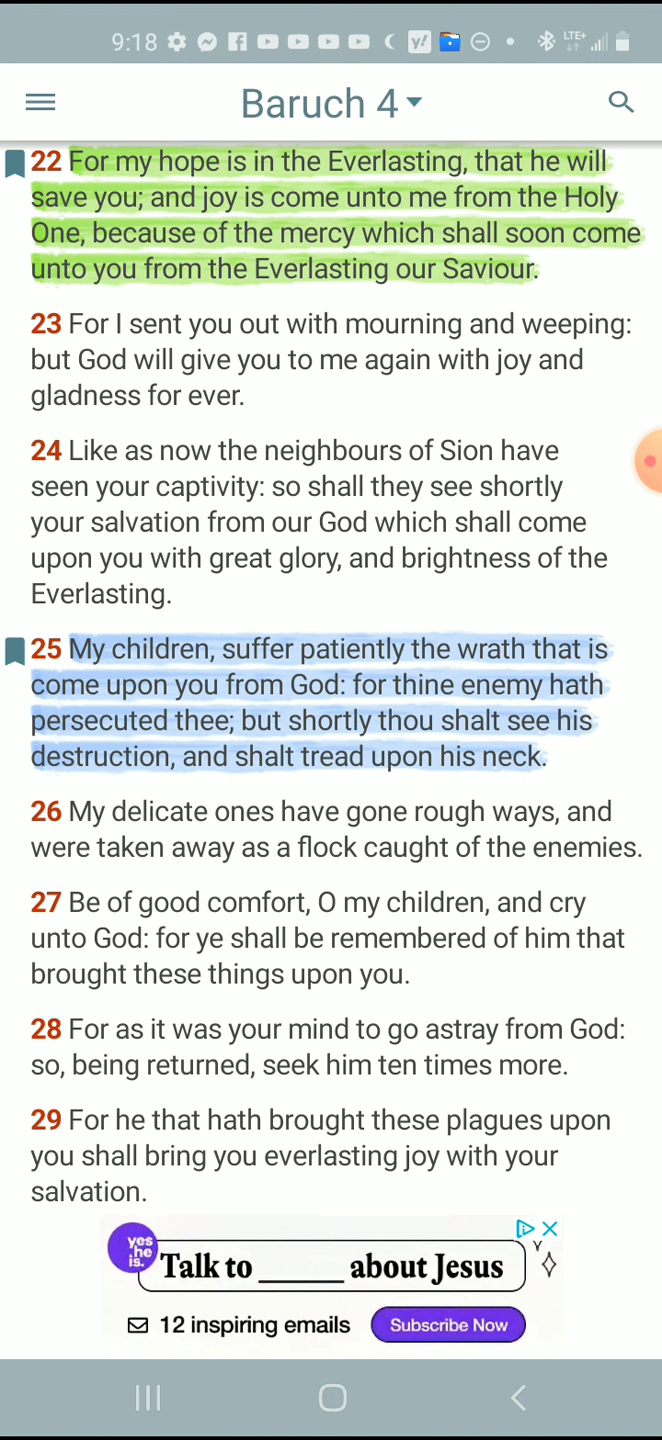 9:18
LTE+
Baruch 4
22 For my hope is in the Everlasting, that he will
save you; and joy is come unto me from the Holy
One, because of the mercy which shall soon come
unto you from the Everlasting our Saviour.
23 For I sent you out with mourning and weeping:
but God will give you to me again with joy and
gladness for ever.
24 Like as now the neighbours of Sion have
seen your captivity: so shall they see shortly
your salvation from our God which shall come
upon you with great glory, and brightness of the
Everlasting.
25 My children, suffer patiently the wrath that is
come upon you from God: for thine enemy hath
persecuted thee; but shortly thou shalt see his
destruction, and shalt tread upon his neck.
26 My delicate ones have gone rough ways, and
were taken away as a flock caught of the enemies.
27 Be of good comfort, O my children, and cry
unto God: for ye shall be remembered of him that
brought these things upon you.
28 For as it was your mind to go astray from God:
so, being returned, seek him ten times more.
29 For he that hath brought these plagues upon
you shall bring you everlasting joy with your
salvation.
yes
he
is.
Talk to _____ about Jesus
12 inspiring emails
Subscribe Now